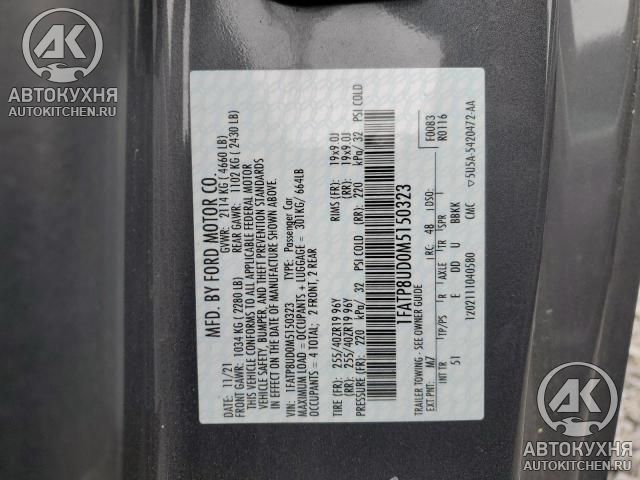 АВТОКУХНЯ
AUTOKITCHEN.RU
MFD. BY FORD MOTOR CO.
DATE: 11/21 GVWR: 2114 KG ( 4660 LB)
FRONT GAWR: 1034 KG ( 2280 LB) REAR GAWR: 1102 KG ( 2430 LB)
THIS VEHICLE CONFORMS TO ALL APPLICABLE FEDERAL MOTOR
VEHICLE SAFETY, BUMPER, AND THEFT PREVENTION STANDARDS
IN EFFECT ON THE DATE OF MANUFACTURE SHOWN ABOVE.
VIN: 1FATP8UD0M5150323 TYPE: Passenger Car
MAXIMUM LOAD = OCCUPANTS + LUGGAGE = 301KG/ 664LB
OCCUPANTS = 4 TOTAL; 2 FRONT, 2 REAR
TIRE (FR): 255/40ZR19 96Y RIMS (FR): 19x9.0J
(RR): 255/40ZR19 96Y (RR): 19x9.0J
PRESSURE (FR): 220 kPa/ 32 PSI COLD (RR): 220 kPa/ 32 PSI COLD
1FATP8UD0M5150323
TRAILER TOWING - SEE OWNER GUIDE
F0083
R0116
EXT PNT: M7 RC: 48 DSO:
INT TR TP/PS R AXLE TR SPR
51 E DD U BBKK
1202111040580 CMC 5U5A-5420472-AA
АВТОКУХНЯ
AUTOKITCHEN.RU